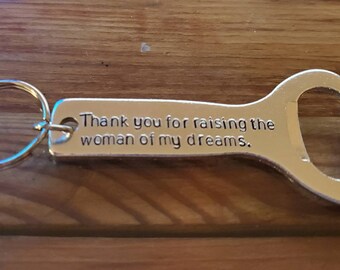 Thank you for raising the
woman of my dreams.